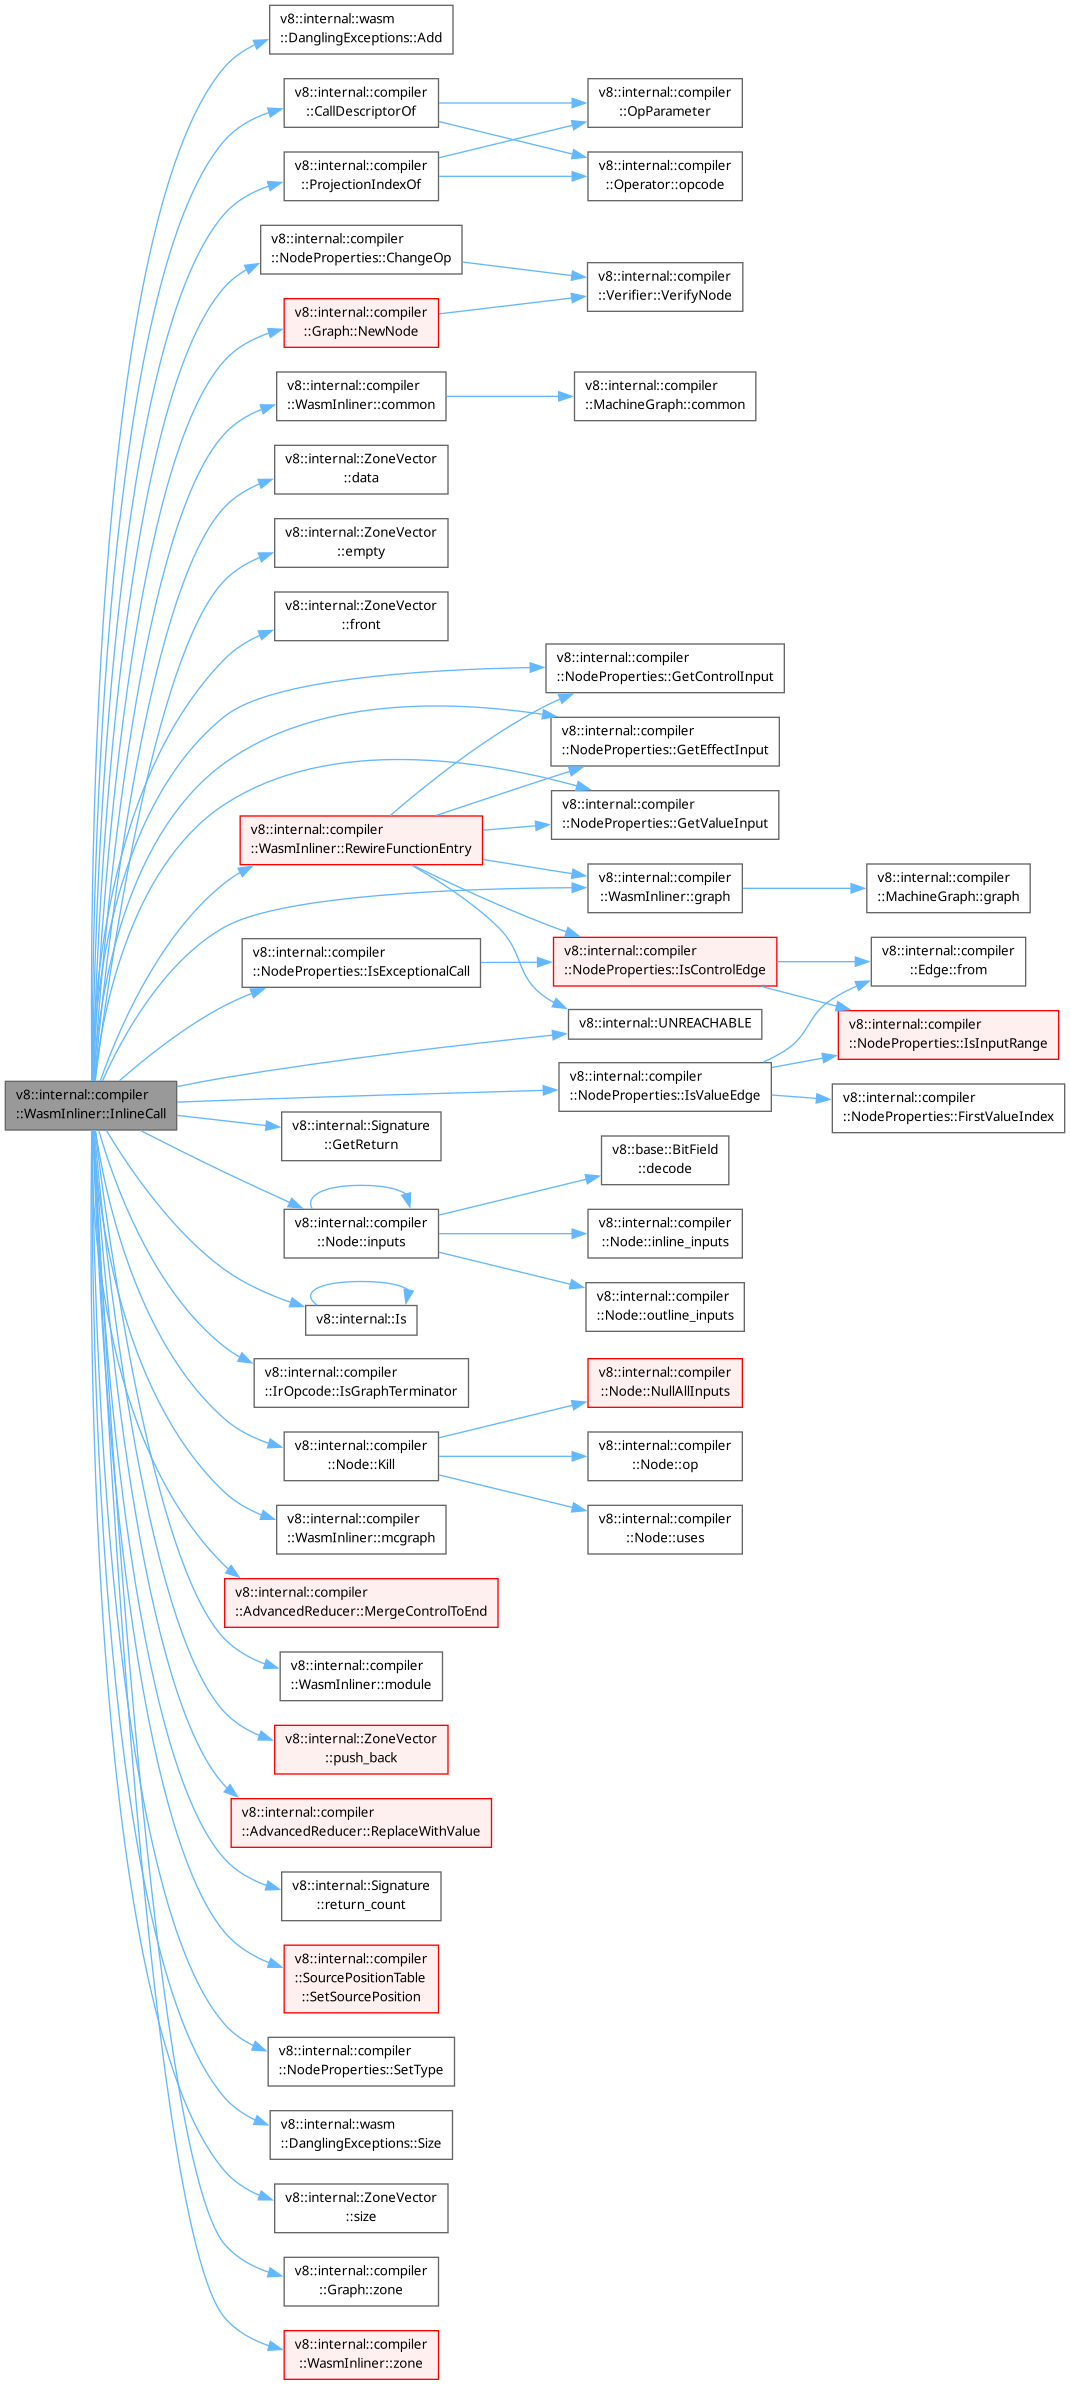 v8::internal::wasm
::DanglingExceptions::Add
v8::internal::compiler
::CallDescriptorOf
v8::internal::compiler
::OpParameter
v8::internal::compiler
::ProjectionIndexOf
v8::internal::compiler
::Operator::opcode
v8::internal::compiler
::NodeProperties::ChangeOp
v8::internal::compiler
::Verifier::VerifyNode
v8::internal::compiler
::Graph::NewNode
v8::internal::compiler
::WasmInliner::common
v8::internal::compiler
::MachineGraph::common
v8::internal::ZoneVector
::data
v8::internal::ZoneVector
::empty
v8::internal::ZoneVector
::front
v8::internal::compiler
::NodeProperties::GetControlInput
v8::internal::compiler
::NodeProperties::GetEffectInput
v8::internal::compiler
::NodeProperties::GetValueInput
v8::internal::compiler
::WasmInliner::RewireFunctionEntry
v8::internal::compiler
::WasmInliner::graph
v8::internal::compiler
::MachineGraph::graph
v8::internal::compiler
::NodeProperties::IsExceptionalCall
v8::internal::compiler
::NodeProperties::IsControlEdge
v8::internal::compiler
::Edge::from
v8::internal::UNREACHABLE
v8::internal::compiler
::NodeProperties::IsInputRange
v8::internal::compiler
::WasmInliner::InlineCall
v8::internal::compiler
::NodeProperties::IsValueEdge
v8::internal::compiler
::NodeProperties::FirstValueIndex
v8::internal::Signature
::GetReturn
v8::base::BitField
::decode
v8::internal::compiler
::Node::inputs
v8::internal::compiler
::Node::inline_inputs
v8::internal::compiler
::Node::outline_inputs
v8::internal::Is
v8::internal::compiler
::IrOpcode::IsGraphTerminator
v8::internal::compiler
::Node::NullAllInputs
v8::internal::compiler
::Node::Kill
v8::internal::compiler
::Node::op
v8::internal::compiler
::Node::uses
v8::internal::compiler
::WasmInliner::mcgraph
v8::internal::compiler
::AdvancedReducer::MergeControlToEnd
v8::internal::compiler
::WasmInliner::module
v8::internal::ZoneVector
::push_back
v8::internal::compiler
::AdvancedReducer::ReplaceWithValue
v8::internal::Signature
::return_count
v8::internal::compiler
::SourcePositionTable
::SetSourcePosition
v8::internal::compiler
::NodeProperties::SetType
v8::internal::wasm
::DanglingExceptions::Size
v8::internal::ZoneVector
::size
v8::internal::compiler
::Graph::zone
v8::internal::compiler
::WasmInliner::zone